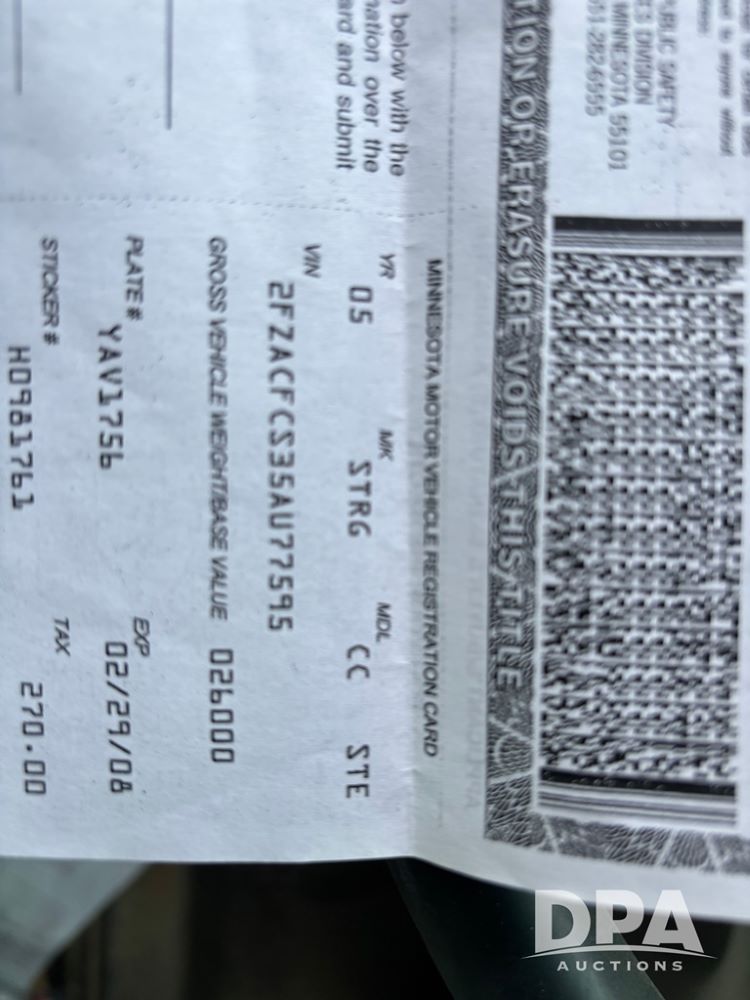 below with the
ation over the
ard and submit
PUBLIC SAFETY
DIVISION
MINNESOTA 55101
TION OR ERASURE VOIDS THIS TITLE
MINNESOTA MOTOR VEHICLE REGISTRATION CARD
YR 05 MK STRG MDL CC STE
VIN
2FZACFCS35AU77595
GROSS VEHICLE WEIGHT/BASE VALUE 026000
PLATE# YAV1756 EXP 02/29/08
STICKER# H0981761 TAX 270.00
DPA
AUCTIONS